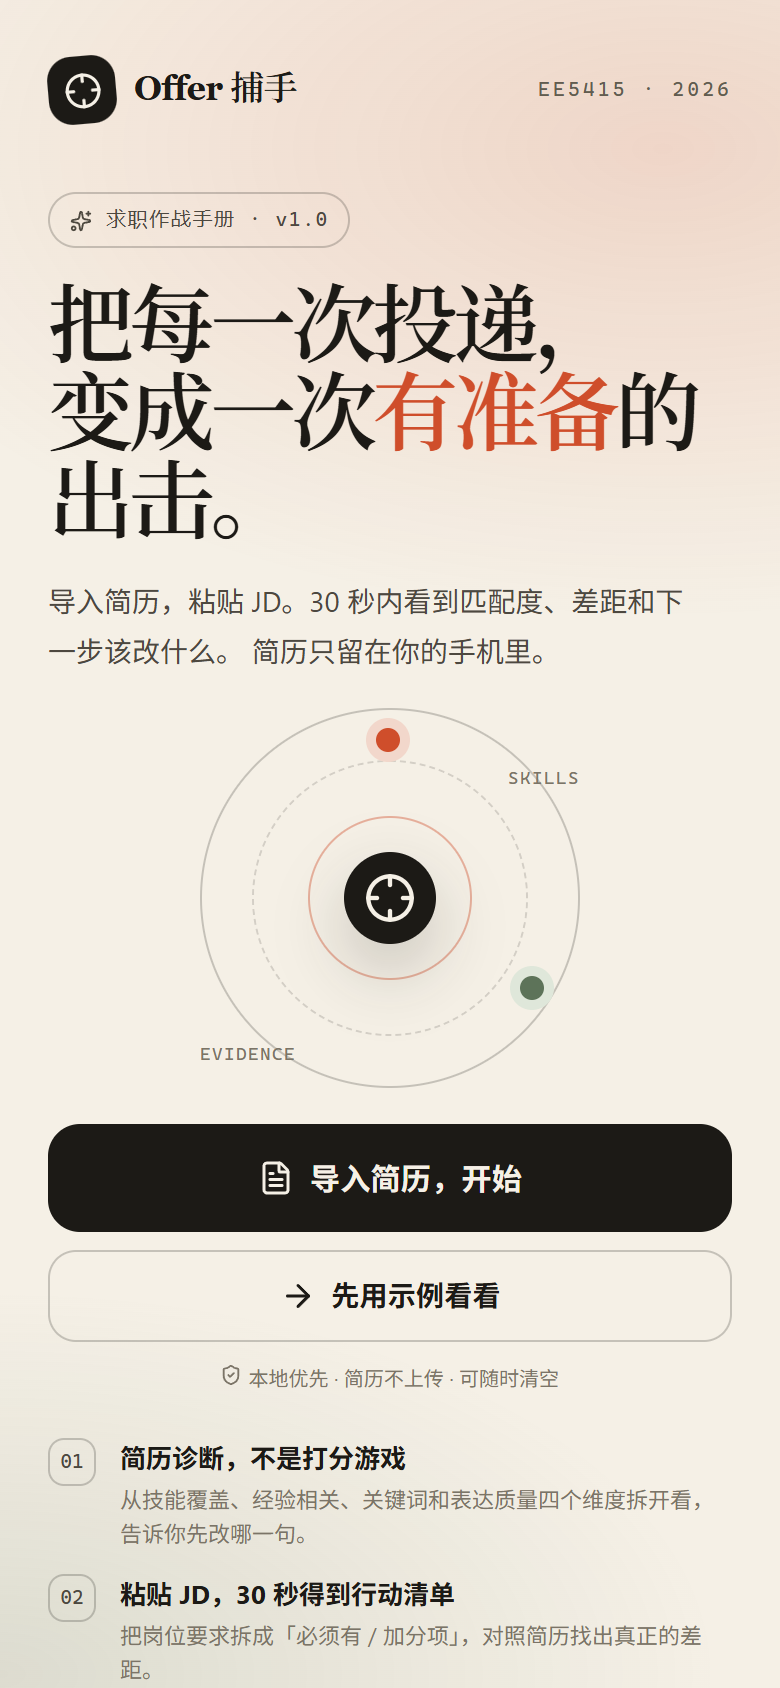 Offer 捕手
EE5415 · 2026
求职作战手册 · v1.0
把每一次投递，
变成一次有准备的
出击。
导入简历，粘贴 JD。30 秒内看到匹配度、差距和下
一步该改什么。 简历只留在你的手机里。
SKILLS
EVIDENCE
导入简历，开始
先用示例看看
本地优先 · 简历不上传 · 可随时清空
01
简历诊断，不是打分游戏
从技能覆盖、经验相关、关键词和表达质量四个维度拆开看，
告诉你先改哪一句。
02
粘贴 JD，30 秒得到行动清单
把岗位要求拆成「必须有 / 加分项」，对照简历找出真正的差
距。